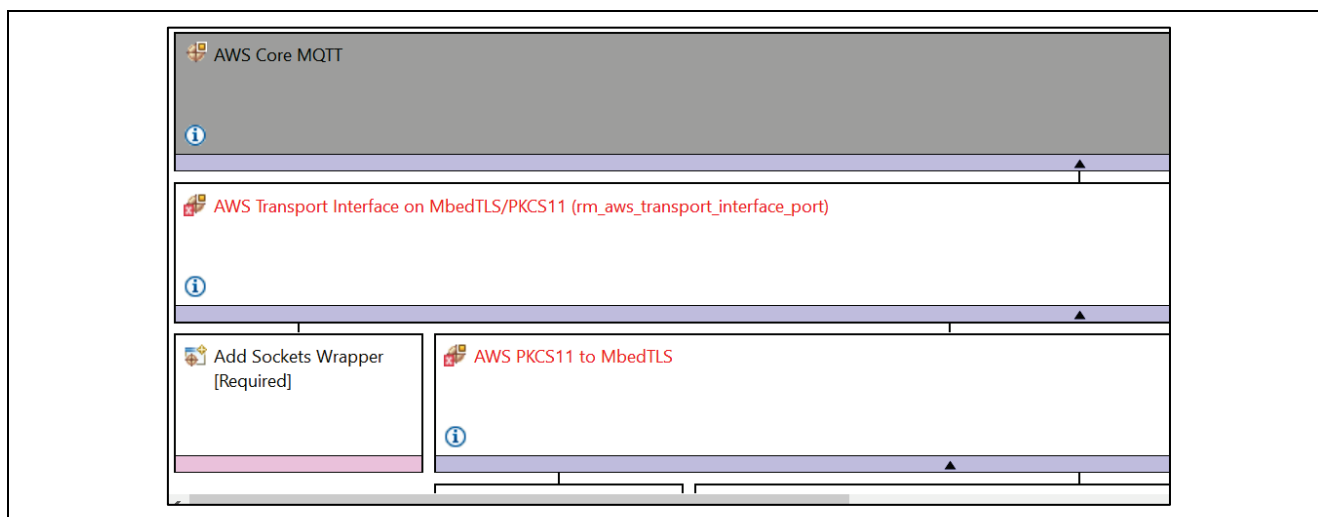 AWS Core MQTT
AWS Transport Interface on MbedTLS/PKCS11 (rm_aws_transport_interface_port)
Add Sockets Wrapper
[Required]
AWS PKCS11 to MbedTLS